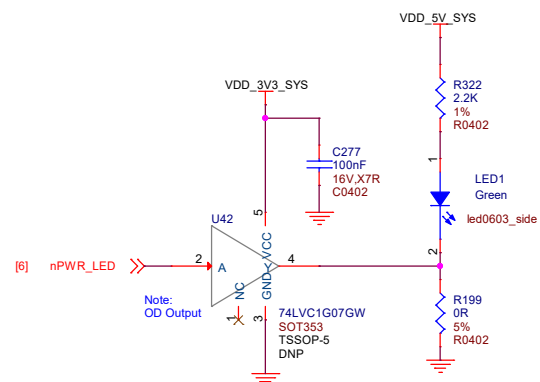 VDD_5V_SYS
R322
2.2K
1%
R0402
VDD_3V3_SYS
C277
100nF
16V,X7R
C0402
1
LED1
Green
led0603_side
2
U42
5
VCC
[6] nPWR_LED
2
A
Y
4
NC
GND
1
3
Note:
OD Output
74LVC1G07GW
SOT353
TSSOP-5
DNP
R199
0R
5%
R0402